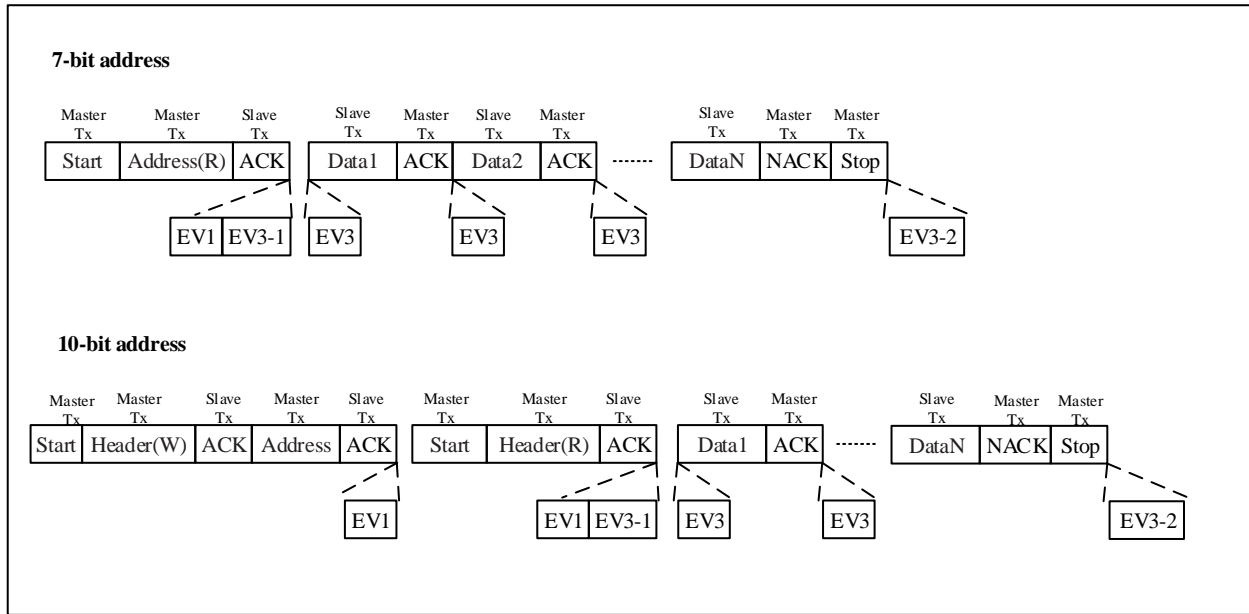 7-bit address
Master Master Slave Slave Master Slave Master Slave Master Master
Tx Tx Tx Tx Tx Tx Tx Tx Tx Tx
Start Address(R) ACK Data1 ACK Data2 ACK ........ DataN NACK Stop
EV1 EV3-1 EV3 EV3 EV3 EV3-2
10-bit address
Master Master Slave Master Slave Master Master Slave Slave Master Slave Master Master
Tx Tx Tx Tx Tx Tx Tx Tx Tx Tx Tx Tx Tx
Start Header(W) ACK Address ACK Start Header(R) ACK Data1 ACK ........ DataN NACK Stop
EV1 EV1 EV3-1 EV3 EV3 EV3-2